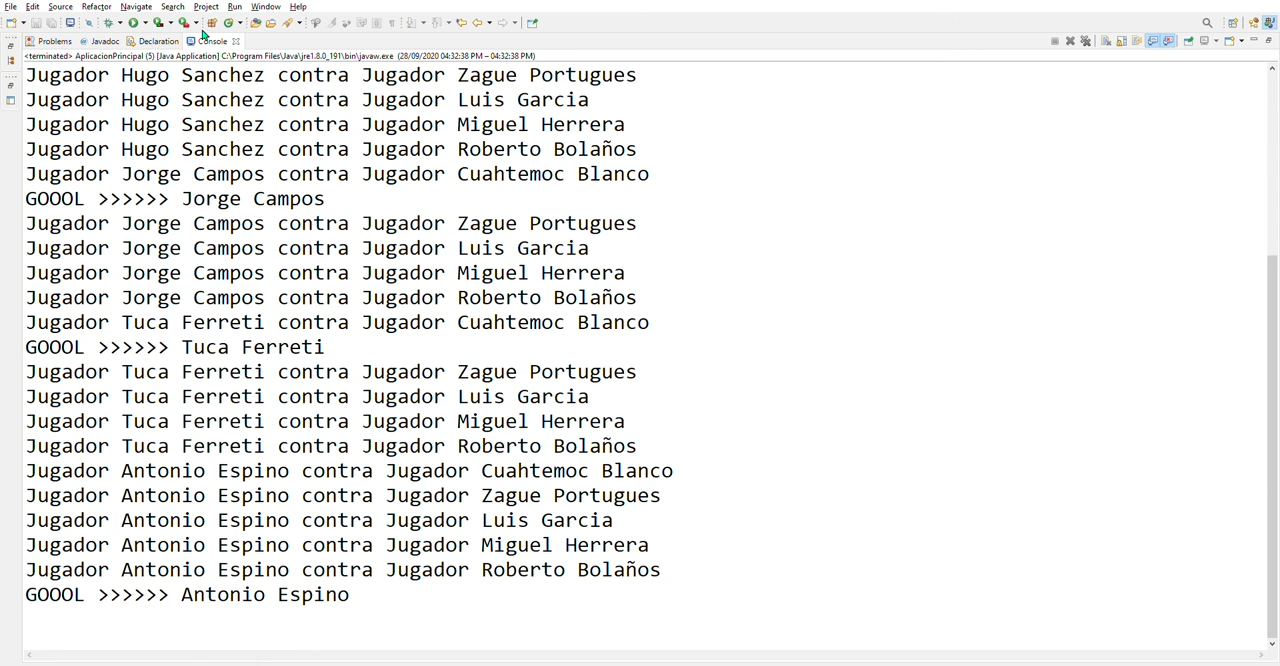 File Edit Source Refactor Navigate Search Project Run Window Help
Problems Javadoc Declaration Console
<terminated> AplicacionPrincipal (5) [Java Application] C:\Program Files\Java\jre1.8.0_191\bin\javaw.exe (28/09/2020 04:32:38 PM – 04:32:38 PM)
Jugador Hugo Sanchez contra Jugador Zague Portugues
Jugador Hugo Sanchez contra Jugador Luis Garcia
Jugador Hugo Sanchez contra Jugador Miguel Herrera
Jugador Hugo Sanchez contra Jugador Roberto Bolaños
Jugador Jorge Campos contra Jugador Cuahtemoc Blanco
GOOOL >>>>>> Jorge Campos
Jugador Jorge Campos contra Jugador Zague Portugues
Jugador Jorge Campos contra Jugador Luis Garcia
Jugador Jorge Campos contra Jugador Miguel Herrera
Jugador Jorge Campos contra Jugador Roberto Bolaños
Jugador Tuca Ferreti contra Jugador Cuahtemoc Blanco
GOOOL >>>>>> Tuca Ferreti
Jugador Tuca Ferreti contra Jugador Zague Portugues
Jugador Tuca Ferreti contra Jugador Luis Garcia
Jugador Tuca Ferreti contra Jugador Miguel Herrera
Jugador Tuca Ferreti contra Jugador Roberto Bolaños
Jugador Antonio Espino contra Jugador Cuahtemoc Blanco
Jugador Antonio Espino contra Jugador Zague Portugues
Jugador Antonio Espino contra Jugador Luis Garcia
Jugador Antonio Espino contra Jugador Miguel Herrera
Jugador Antonio Espino contra Jugador Roberto Bolaños
GOOOL >>>>>> Antonio Espino